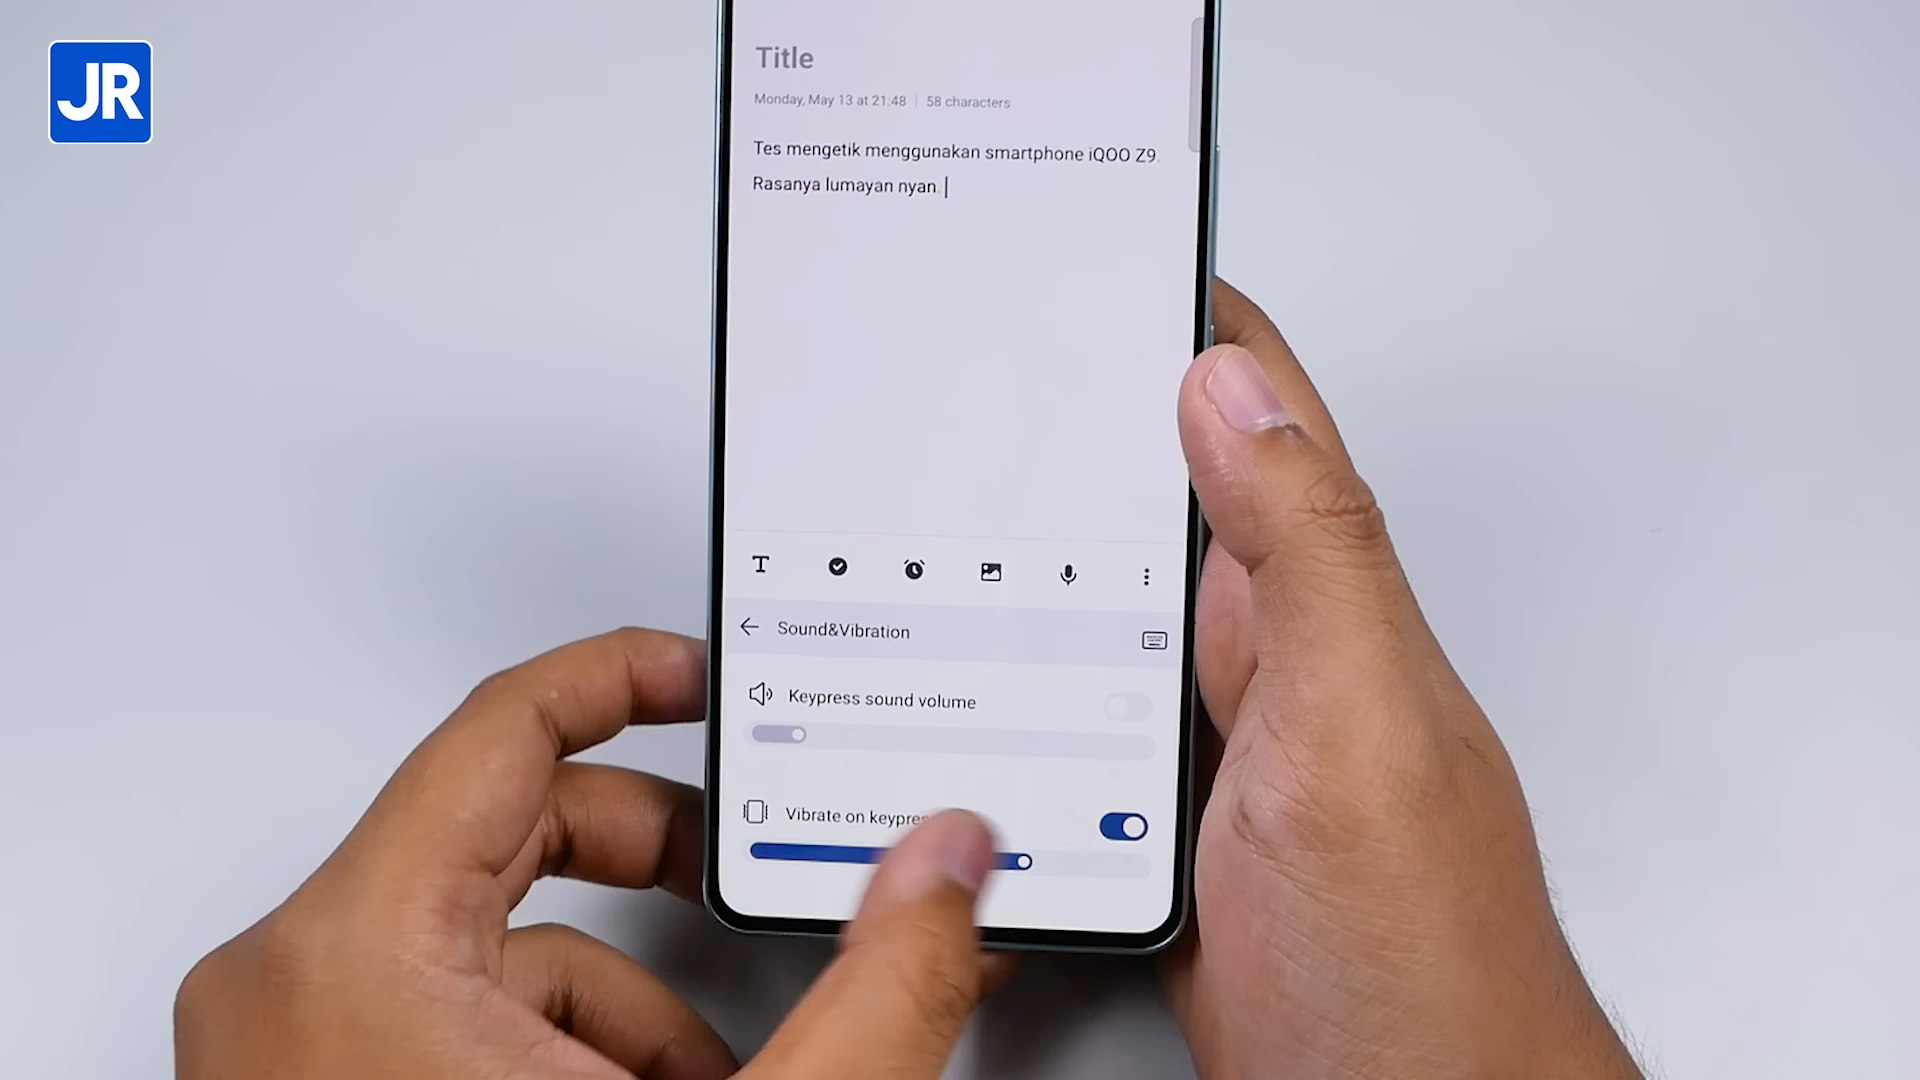 JR
Title
Monday, May 13 at 21:48 | 58 characters
Tes mengetik menggunakan smartphone iQOO Z9.
Rasanya lumayan nyan.
T
Sound&Vibration
Keypress sound volume
Vibrate on keypres